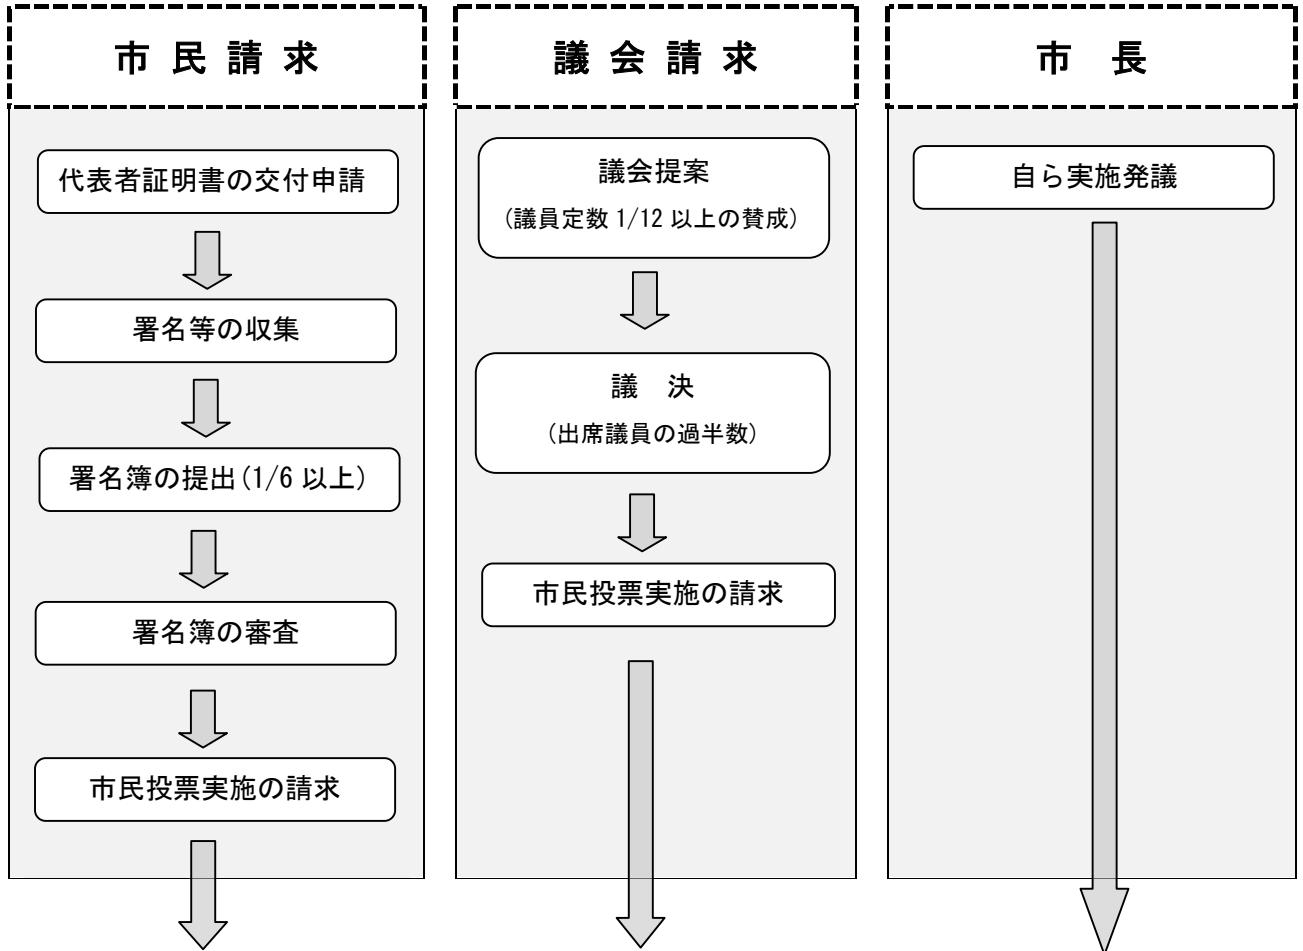 市民請求
代表者証明書の交付申請
署名等の収集
署名簿の提出(1/6 以上)
署名簿の審査
市民投票実施の請求
議会請求
議会提案
(議員定数 1/12 以上の賛成)
議 決
(出席議員の過半数)
市民投票実施の請求
市 長
自ら実施発議